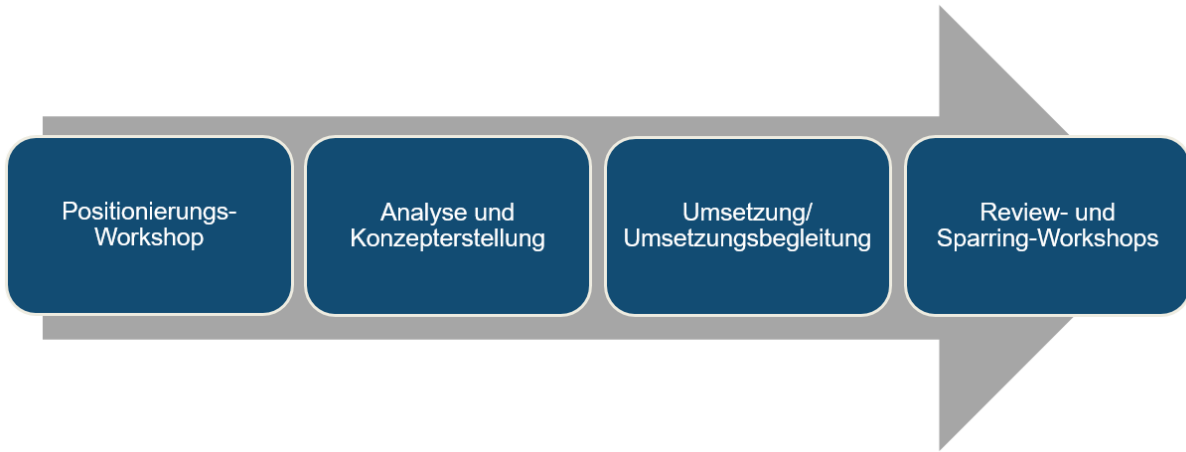 Positionierungs-
Workshop
Analyse und
Konzepterstellung
Umsetzung/
Umsetzungsbegleitung
Review- und
Sparring-Workshops